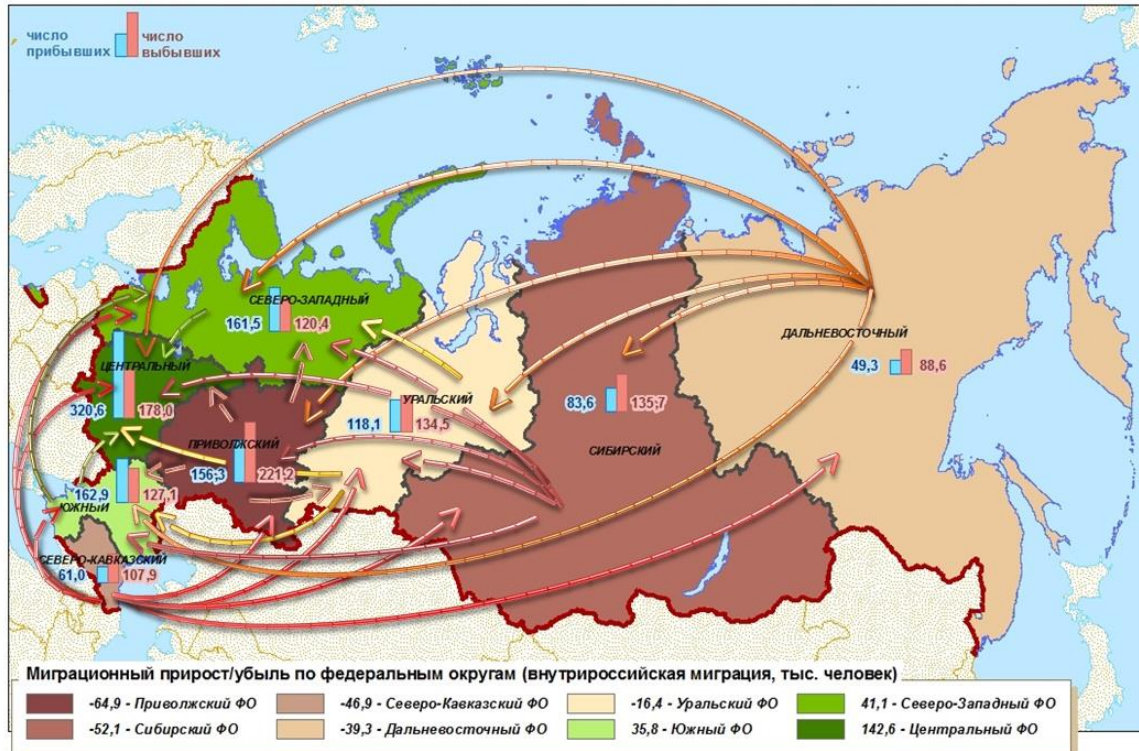 число прибывших
число выбывших
СЕВЕРО-ЗАПАДНЫЙ
161,5 120,4
ДАЛЬНЕВОСТОЧНЫЙ
49,3 88,6
ЦЕНТРАЛЬНЫЙ
320,6 178,0
УРАЛЬСКИЙ
118,1 134,5
83,6 135,7
СИБИРСКИЙ
ПРИВОЛЖСКИЙ
156,3 221,2
162,9 127,1
ЮЖНЫЙ
СЕВЕРО-КАВКАЗСКИЙ
61,0 107,9
Миграционный прирост/убыль по федеральным округам (внутрироссийская миграция, тыс. человек)
-64,9 - Приволжский ФО
-46,9 - Северо-Кавказский ФО
-16,4 - Уральский ФО
41,1 - Северо-Западный ФО
-52,1 - Сибирский ФО
-39,3 - Дальневосточный ФО
35,8 - Южный ФО
142,6 - Центральный ФО